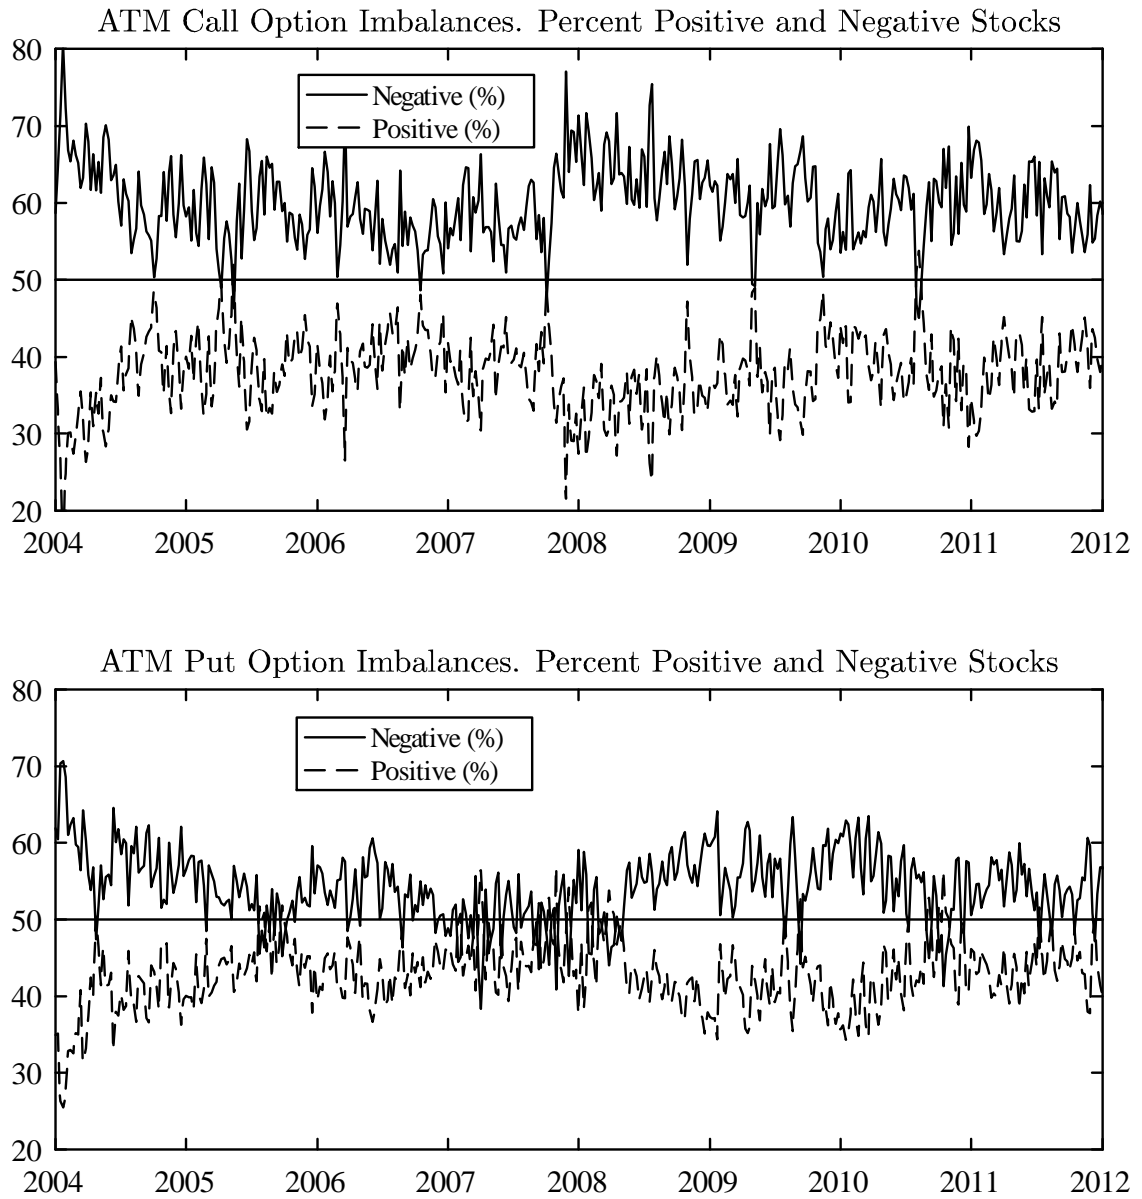 ATM Call Option Imbalances. Percent Positive and Negative Stocks
80
Negative (%)
Positive (%)
70
60
50
40
30
20
2004 2005 2006 2007 2008 2009 2010 2011 2012
ATM Put Option Imbalances. Percent Positive and Negative Stocks
80
Negative (%)
Positive (%)
70
60
50
40
30
20
2004 2005 2006 2007 2008 2009 2010 2011 2012